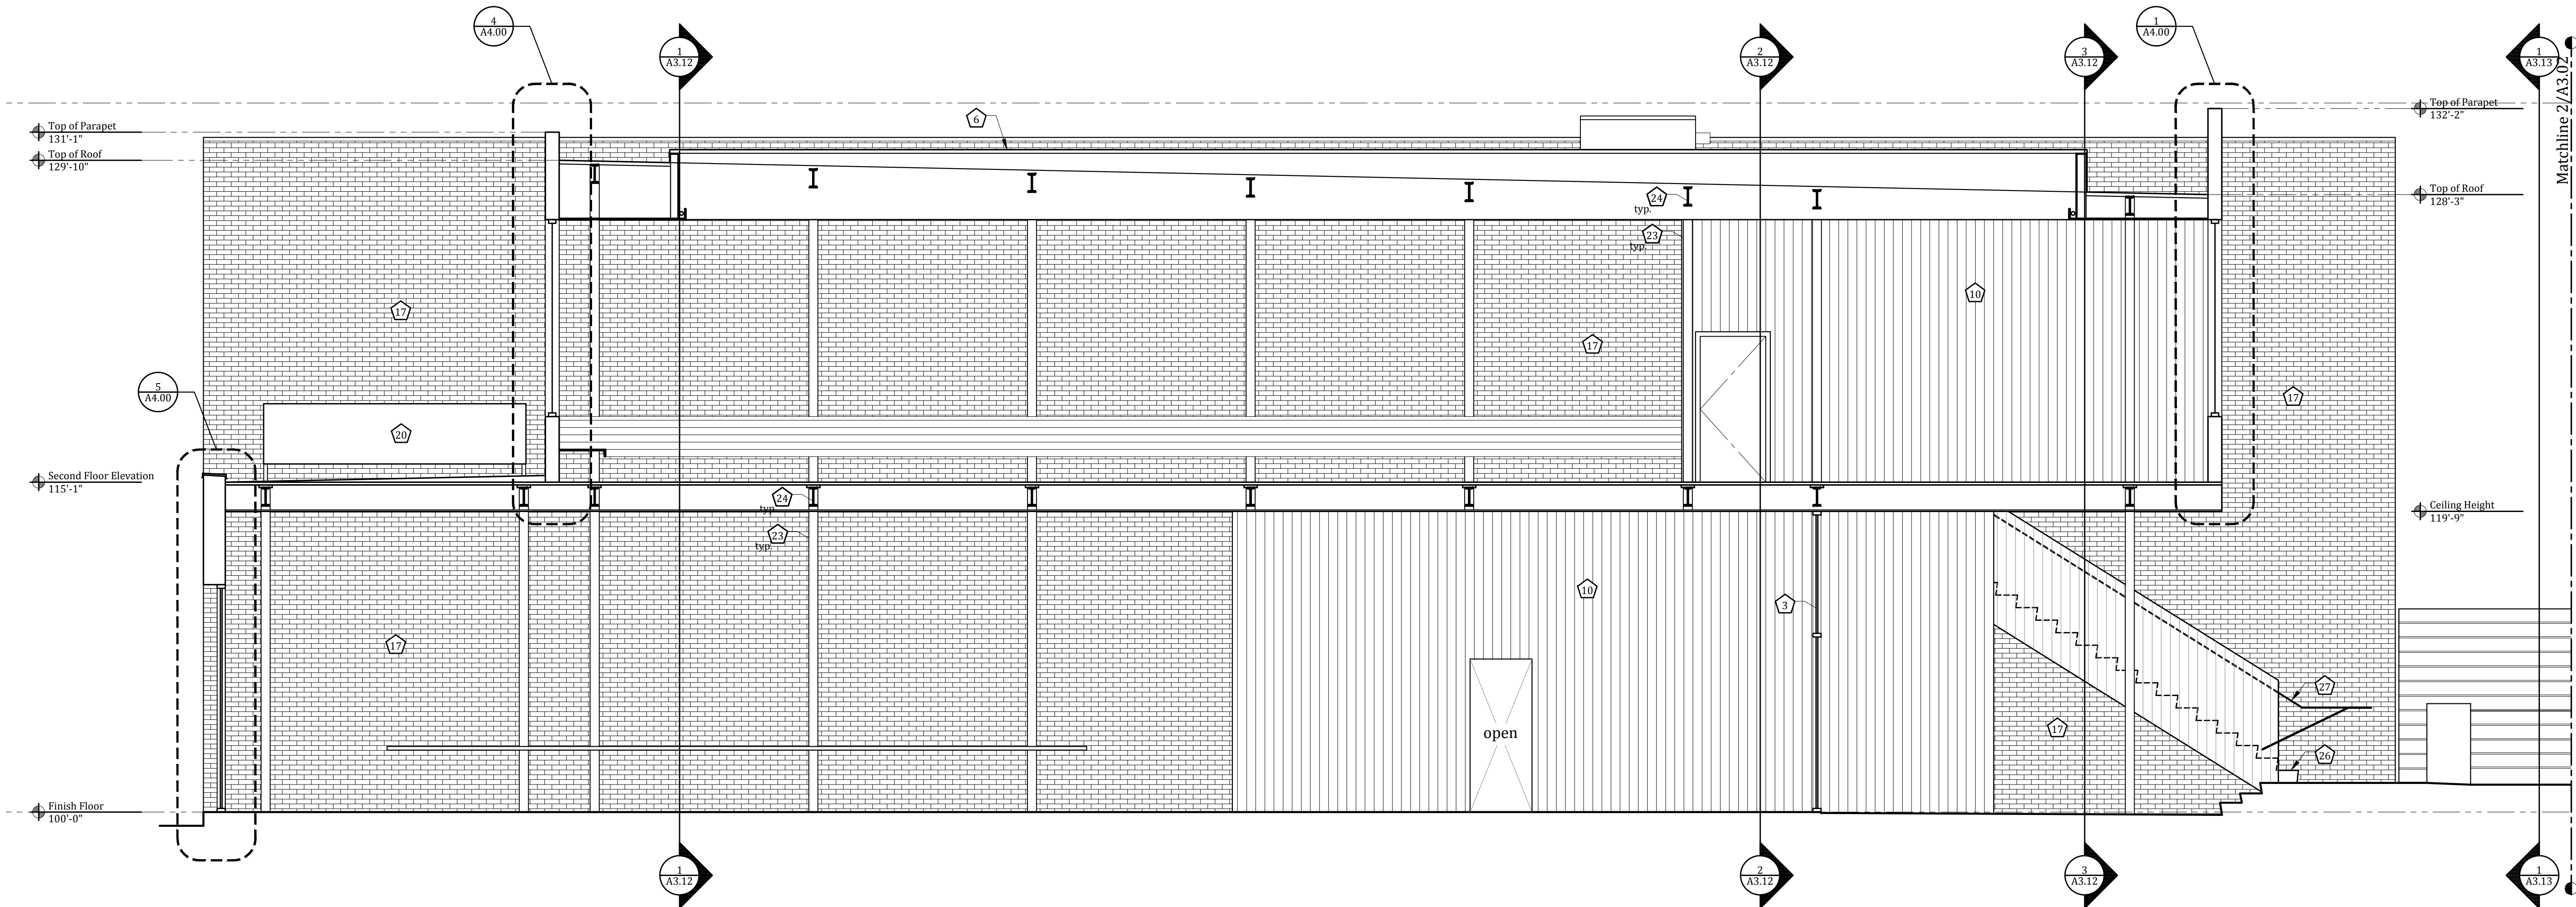 4
A4.00
1
A3.12
2
A3.12
3
A3.12
1
A4.00
1
A3.13
Matchline 2/A3.02
Top of Parapet
131'-1"
Top of Roof
129'-10"
6
Top of Parapet
132'-2"
Top of Roof
128'-3"
24
typ.
23
typ.
10
17
17
17
5
A4.00
20
Second Floor Elevation
115'-1"
24
typ.
23
typ.
Ceiling Height
119'-9"
10
3
17
27
17
open
26
Finish Floor
100'-0"
1
A3.12
2
A3.12
3
A3.12
1
A3.13